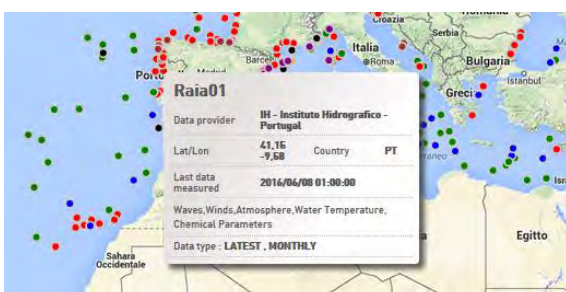 Croazia
Serbia
Italia
Barcel
Roma
Bulgaria
Istanbul
Porto
Madrid
Greci
Raia01
Data provider IH - Instituto Hidrografico -
Portugal
Lat/Lon 41,16
-9,68 Country PT
Last data
measured 2016/06/08 01:00:00
Waves,Winds,Atmosphere,Water Temperature,
Chemical Parameters
Data type : LATEST , MONTHLY
Egitto
Sahara
Occidentale